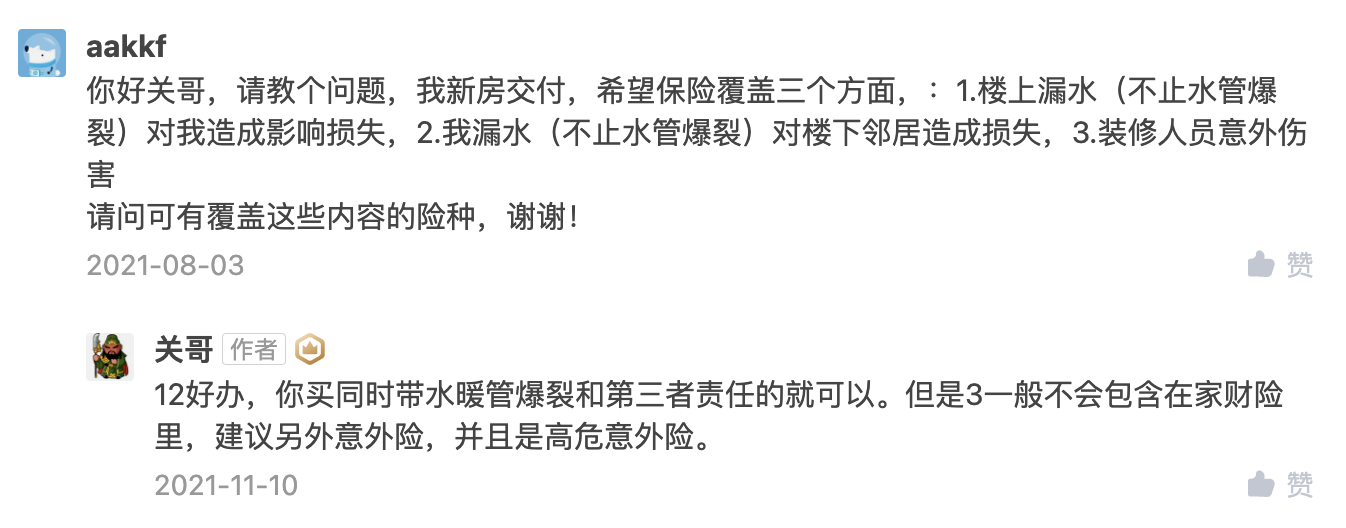 aakkf
你好关哥，请教个问题，我新房交付，希望保险覆盖三个方面，：1.楼上漏水（不止水管爆
裂）对我造成影响损失，2.我漏水（不止水管爆裂）对楼下邻居造成损失，3.装修人员意外伤
害
请问可有覆盖这些内容的险种，谢谢！
2021-08-03
赞
关哥 作者
12好办，你买同时带水暖管爆裂和第三者责任的就可以。但是3一般不会包含在家财险
里，建议另外意外险，并且是高危意外险。
2021-11-10
赞